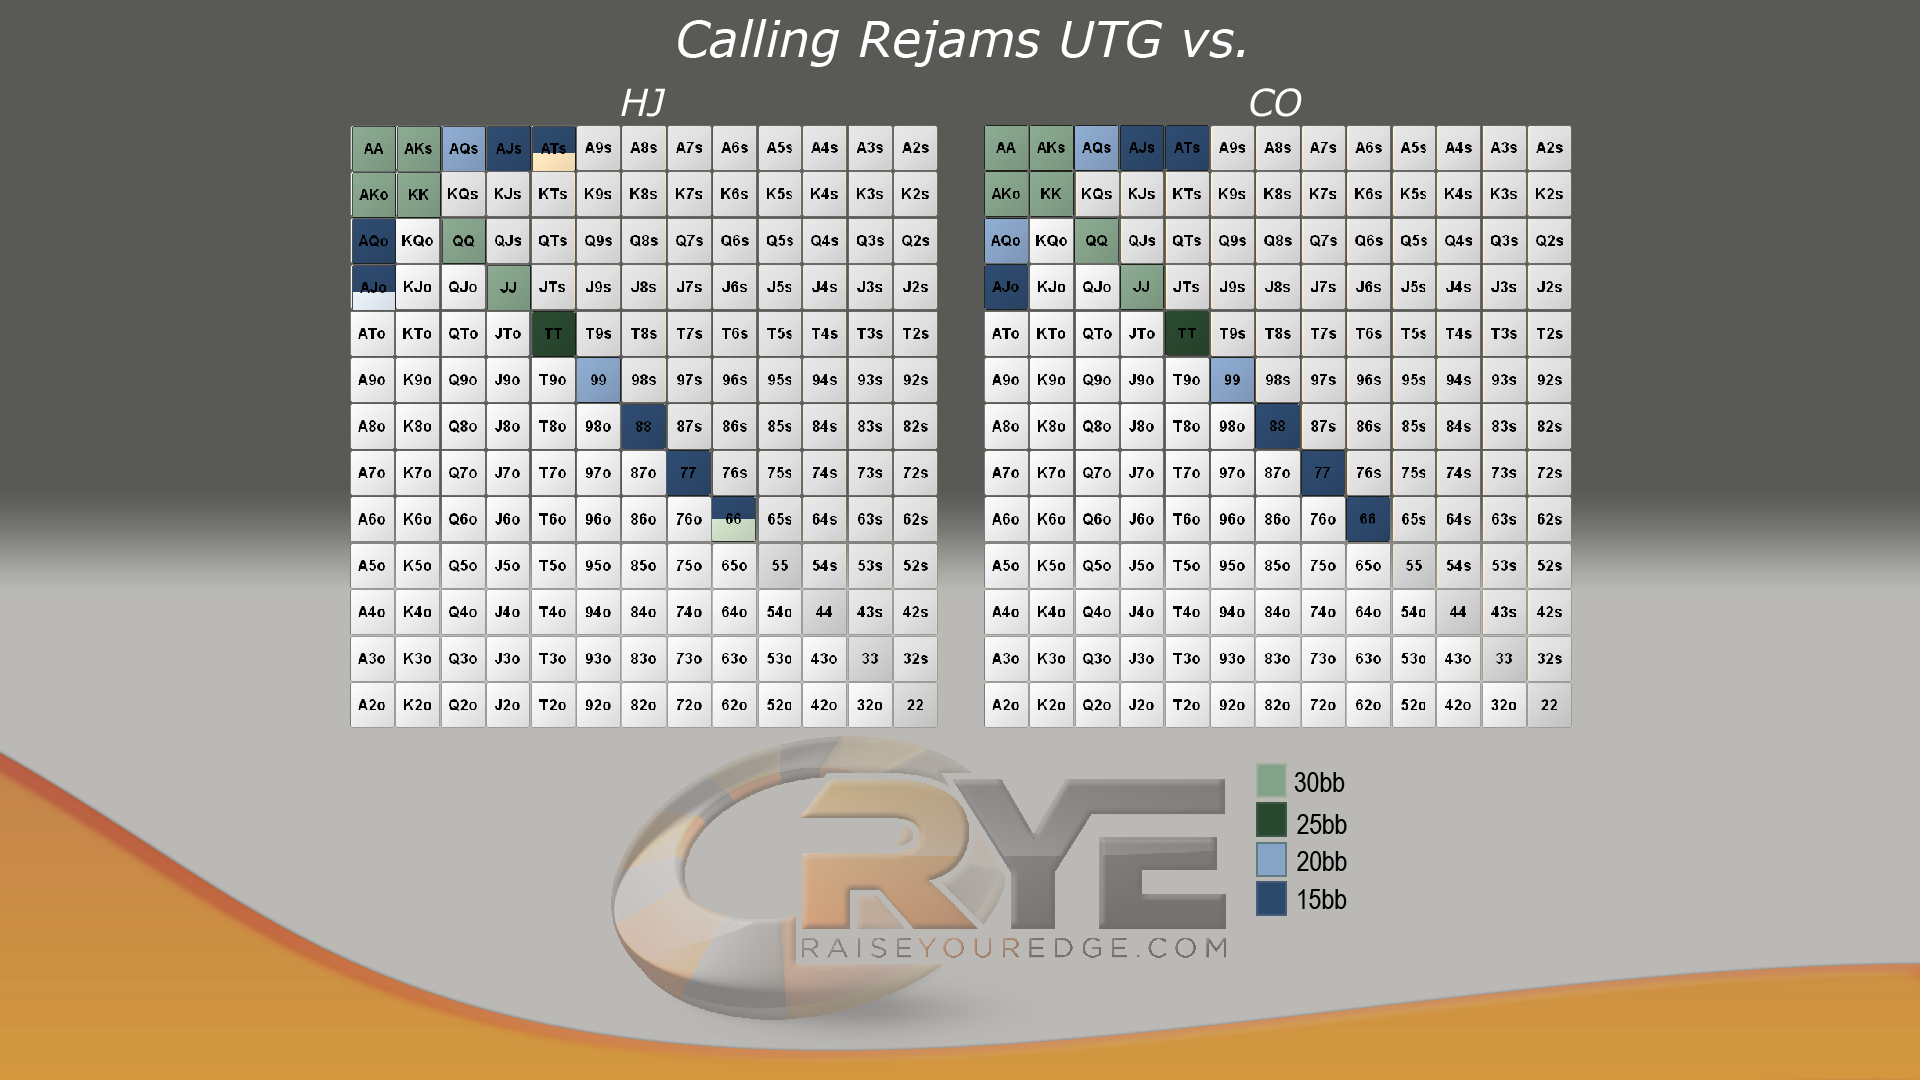 Calling Rejams UTG vs.
HJ
CO
AA AKs AQs AJs ATs A9s A8s A7s A6s A5s A4s A3s A2s
AKo KK KQs KJs KTs K9s K8s K7s K6s K5s K4s K3s K2s
AQo KQo QQ QJs QTs Q9s Q8s Q7s Q6s Q5s Q4s Q3s Q2s
AJo KJo QJo JJ JTs J9s J8s J7s J6s J5s J4s J3s J2s
ATo KTo QTo JTo TT T9s T8s T7s T6s T5s T4s T3s T2s
A9o K9o Q9o J9o T9o 99 98s 97s 96s 95s 94s 93s 92s
A8o K8o Q8o J8o T8o 98o 88 87s 86s 85s 84s 83s 82s
A7o K7o Q7o J7o T7o 97o 87o 77 76s 75s 74s 73s 72s
A6o K6o Q6o J6o T6o 96o 86o 76o 66 65s 64s 63s 62s
A5o K5o Q5o J5o T5o 95o 85o 75o 65o 55 54s 53s 52s
A4o K4o Q4o J4o T4o 94o 84o 74o 64o 54o 44 43s 42s
A3o K3o Q3o J3o T3o 93o 83o 73o 63o 53o 43o 33 32s
A2o K2o Q2o J2o T2o 92o 82o 72o 62o 52o 42o 32o 22
AA AKs AQs AJs ATs A9s A8s A7s A6s A5s A4s A3s A2s
AKo KK KQs KJs KTs K9s K8s K7s K6s K5s K4s K3s K2s
AQo KQo QQ QJs QTs Q9s Q8s Q7s Q6s Q5s Q4s Q3s Q2s
AJo KJo QJo JJ JTs J9s J8s J7s J6s J5s J4s J3s J2s
ATo KTo QTo JTo TT T9s T8s T7s T6s T5s T4s T3s T2s
A9o K9o Q9o J9o T9o 99 98s 97s 96s 95s 94s 93s 92s
A8o K8o Q8o J8o T8o 98o 88 87s 86s 85s 84s 83s 82s
A7o K7o Q7o J7o T7o 97o 87o 77 76s 75s 74s 73s 72s
A6o K6o Q6o J6o T6o 96o 86o 76o 66 65s 64s 63s 62s
A5o K5o Q5o J5o T5o 95o 85o 75o 65o 55 54s 53s 52s
A4o K4o Q4o J4o T4o 94o 84o 74o 64o 54o 44 43s 42s
A3o K3o Q3o J3o T3o 93o 83o 73o 63o 53o 43o 33 32s
A2o K2o Q2o J2o T2o 92o 82o 72o 62o 52o 42o 32o 22
30bb
25bb
20bb
15bb
RYE
RAISEYOUREDGE.COM